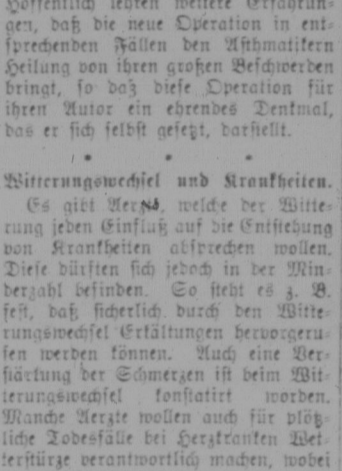 Hoffentlich lehren weitere Erfahrun-
gen, daß die neue Operation in ent-
sprechenden Fällen den Asthmatikern
Heilung von ihren großen Beschwerden
bringt, so daß diese Operation für
ihren Autor ein ehrendes Denkmal,
das er sich selbst gesetzt, darstellt.
* * *
Witterungswechsel und Krankheiten.
Es gibt Aerzte, welche der Witte-
rung jeden Einfluß auf die Entstehung
von Krankheiten absprechen wollen.
Diese dürften sich jedoch in der Min-
derzahl befinden. So steht es z. B.
fest, daß sicherlich durch den Witte-
rungswechsel Erkältungen hervorgeru-
fen werden können. Auch eine Ver-
stärkung der Schmerzen ist beim Wit-
terungswechsel konstatirt worden.
Manche Aerzte wollen auch für plötz-
liche Todesfälle bei Herzkranken Wet-
terstürze verantwortlich machen, wobei